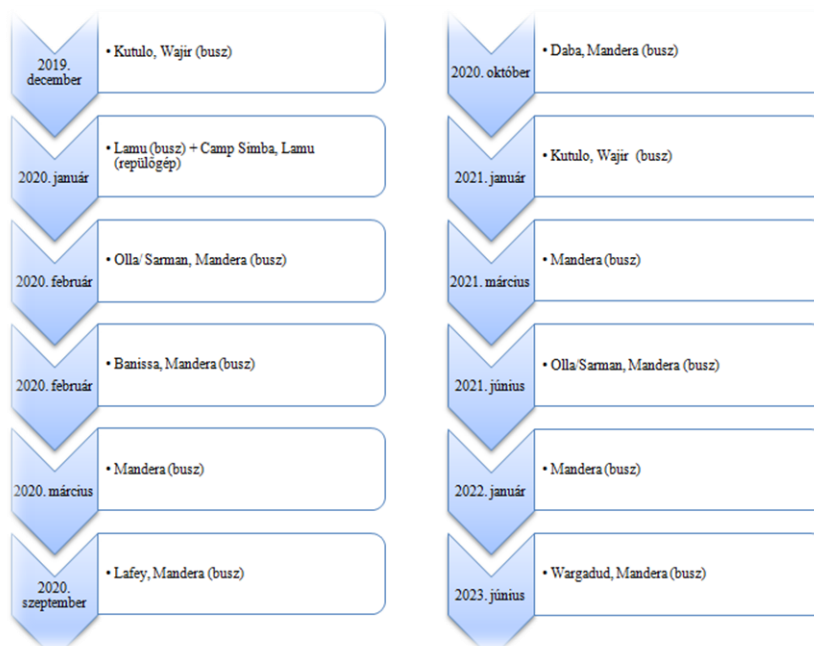 2019.
december
• Kutulo, Wajir (busz)
2020. január
• Lamu (busz) + Camp Simba, Lamu
(repülőgép)
2020. február
• Olla/ Sarman, Mandera (busz)
2020. február
• Banissa, Mandera (busz)
2020. március
• Mandera (busz)
2020.
szeptember
• Lafey, Mandera (busz)
2020. október
• Daba, Mandera (busz)
2021. január
• Kutulo, Wajir (busz)
2021. március
• Mandera (busz)
2021. június
• Olla/Sarman, Mandera (busz)
2022. január
• Mandera (busz)
2023. június
• Wargadud, Mandera (busz)